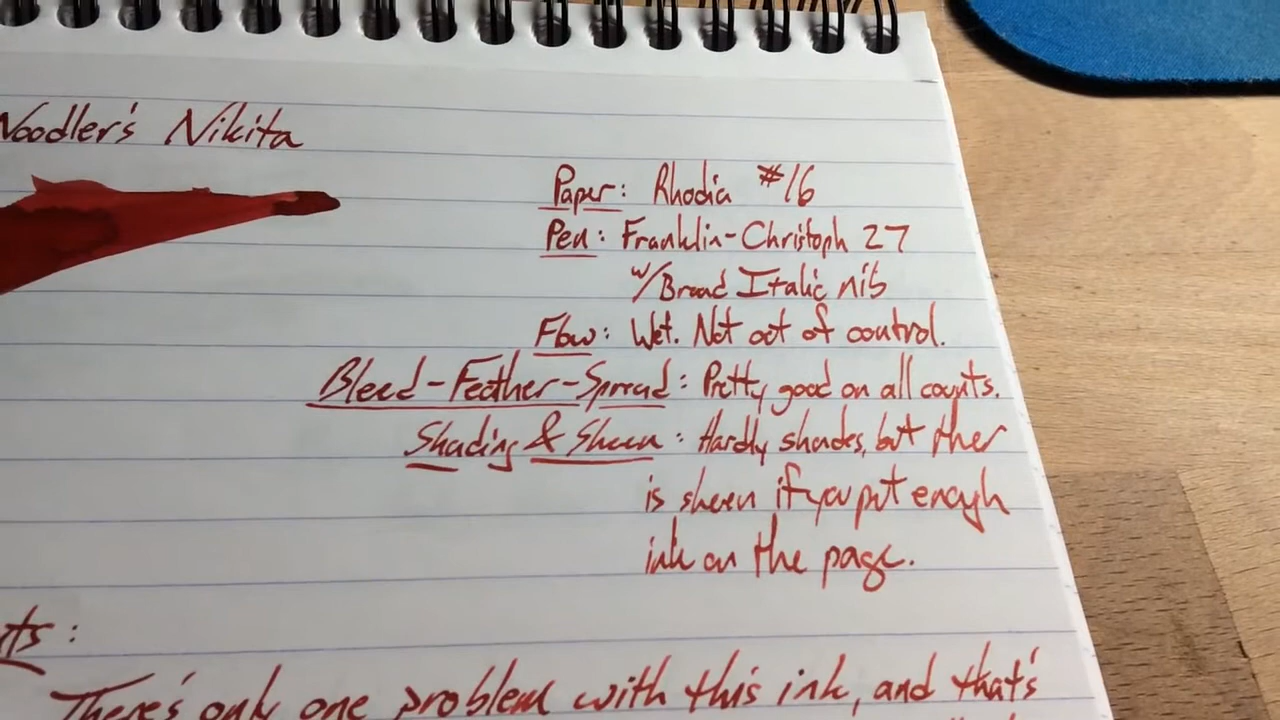 Noodler's Nikita
Paper: Rhodia #16
Pen: Franklin-Christoph 27
w/Broad Italic nib
Flow: Wet. Not out of control.
Bleed-Feather-Spread: Pretty good on all counts.
Shading & Sheen: Hardly shades, but ther
is sheen if you put enough
ink on the page.
ts:
There's only one problem with this ink, and that's